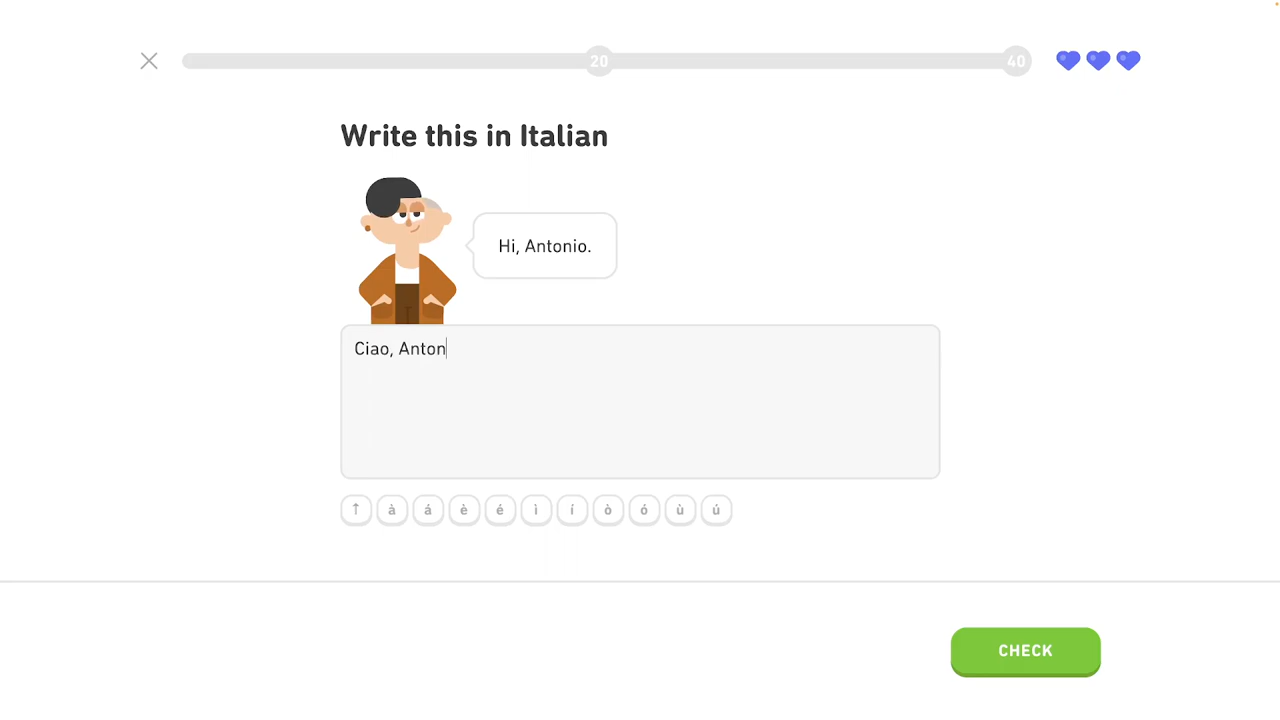 20
40
Write this in Italian
Hi, Antonio.
Ciao, Anton
↑ à á è é ì í ò ó ù ú
CHECK